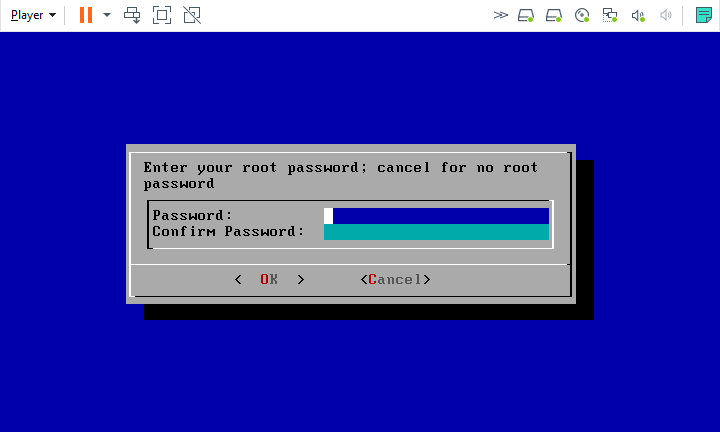 Player
Enter your root password; cancel for no root
password
Password:
Confirm Password:
< OK > <Cancel>